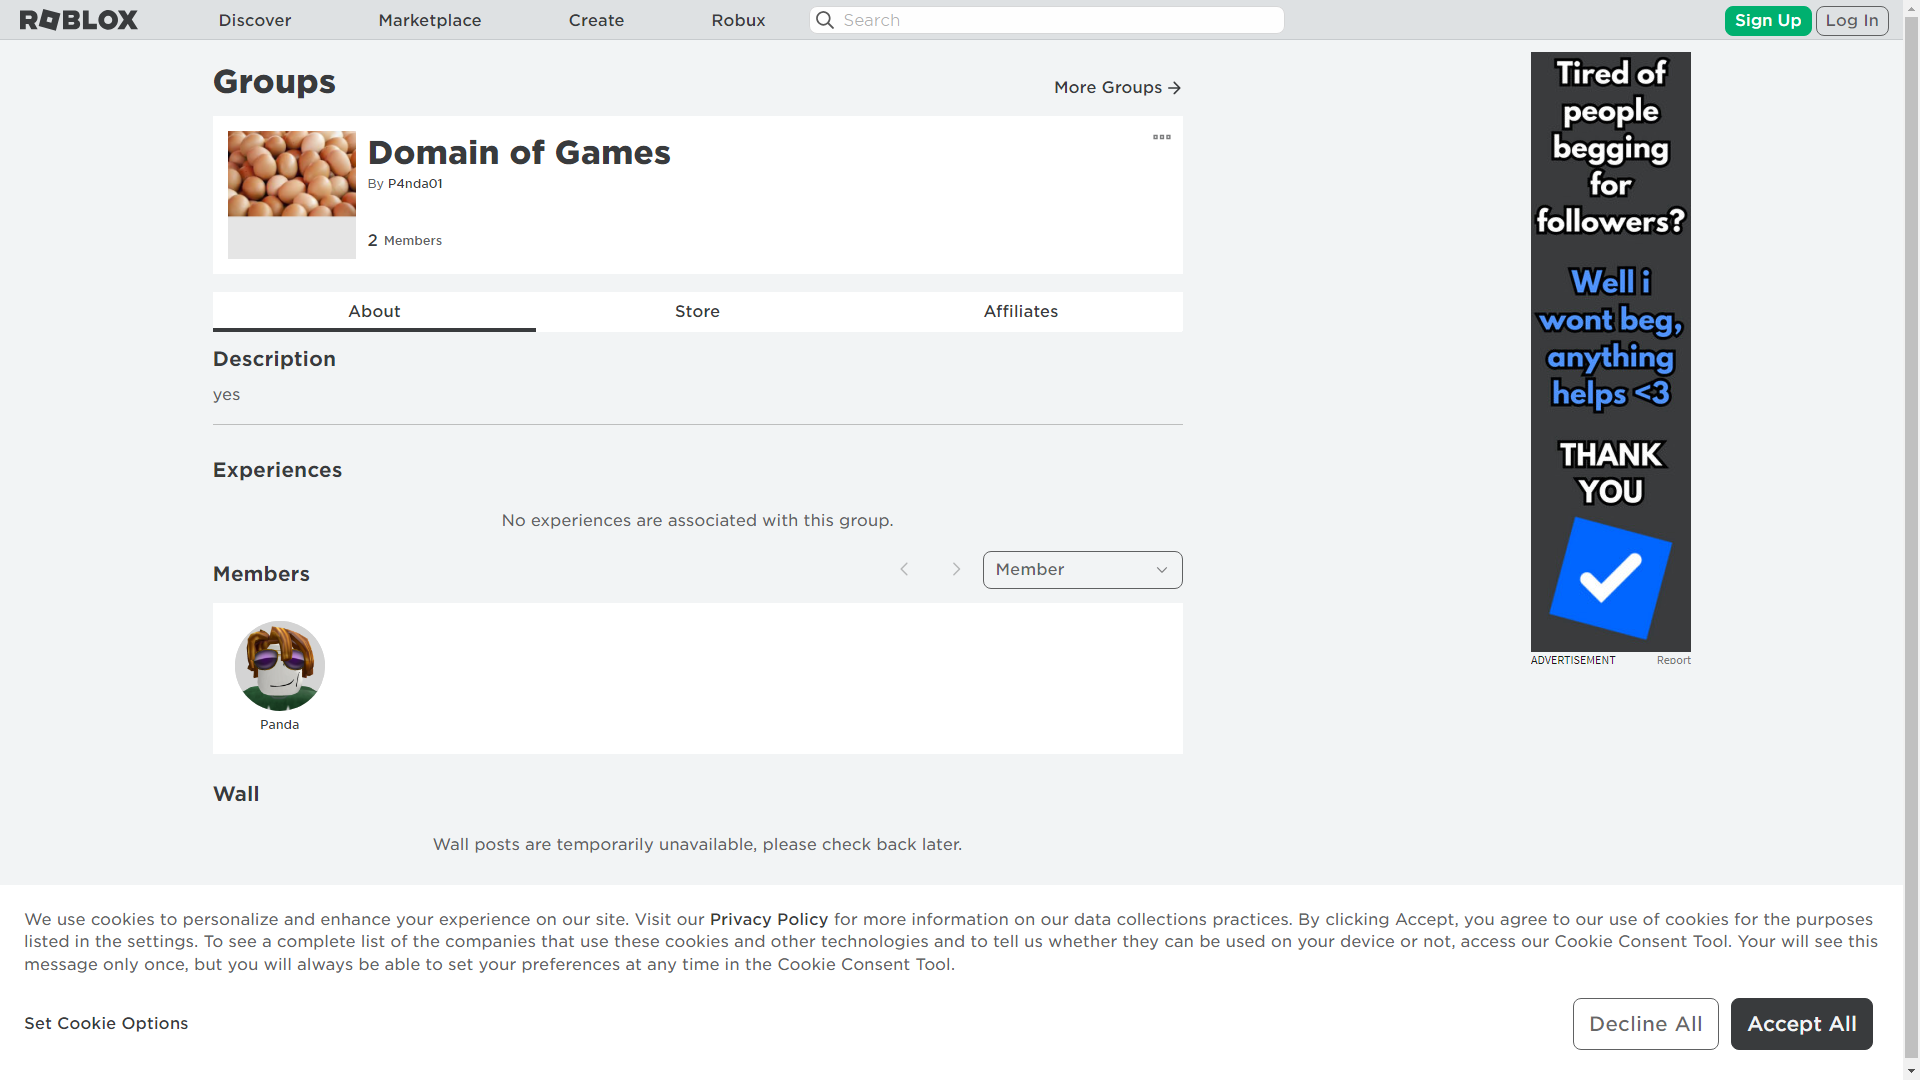 ROBLOX Discover Marketplace Create Robux Search Sign Up Log In
Groups
More Groups
Domain of Games
By P4nda01
2 Members
About Store Affiliates
Description
yes
Experiences
No experiences are associated with this group.
Members
Member
Panda
Wall
Wall posts are temporarily unavailable, please check back later.
Tired of
people
begging
for
followers?
Well i
wont beg,
anything
helps <3
THANK
YOU
ADVERTISEMENT Report
We use cookies to personalize and enhance your experience on our site. Visit our Privacy Policy for more information on our data collections practices. By clicking Accept, you agree to our use of cookies for the purposes
listed in the settings. To see a complete list of the companies that use these cookies and other technologies and to tell us whether they can be used on your device or not, access our Cookie Consent Tool. Your will see this
message only once, but you will always be able to set your preferences at any time in the Cookie Consent Tool.
Set Cookie Options
Decline All
Accept All